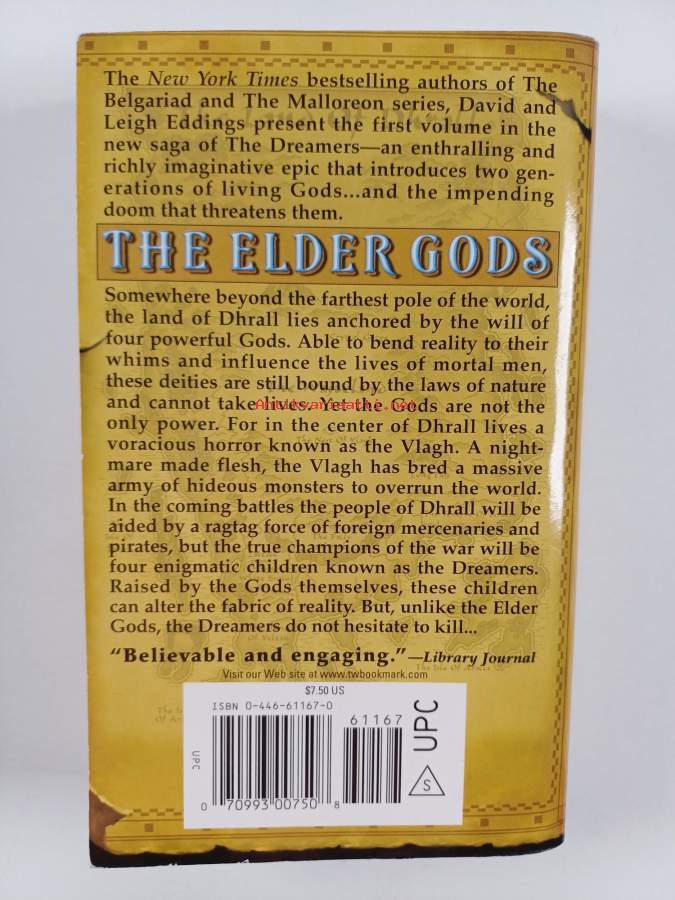 The New York Times bestselling authors of The
Belgariad and The Malloreon series, David and
Leigh Eddings present the first volume in the
new saga of The Dreamers—an enthralling and
richly imaginative epic that introduces two gen-
erations of living Gods...and the impending
doom that threatens them.
THE ELDER GODS
Somewhere beyond the farthest pole of the world,
the land of Dhrall lies anchored by the will of
four powerful Gods. Able to bend reality to their
whims and influence the lives of mortal men,
these deities are still bound by the laws of nature
and cannot take lives. Yet the Gods are not the
Antikvariaatti.net
only power. For in the center of Dhrall lives a
voracious horror known as the Vlagh. A night-
mare made flesh, the Vlagh has bred a massive
army of hideous monsters to overrun the world.
In the coming battles the people of Dhrall will be
aided by a ragtag force of foreign mercenaries and
pirates, but the true champions of the war will be
four enigmatic children known as the Dreamers.
Raised by the Gods themselves, these children
can alter the fabric of reality. But, unlike the Elder
Gods, the Dreamers do not hesitate to kill...
“Believable and engaging.”—Library Journal
Visit our Web site at www.twbookmark.com
$7.50 US
ISBN 0-446-61167-0
61167
UPC
UPC
S
0 70993 00750 8